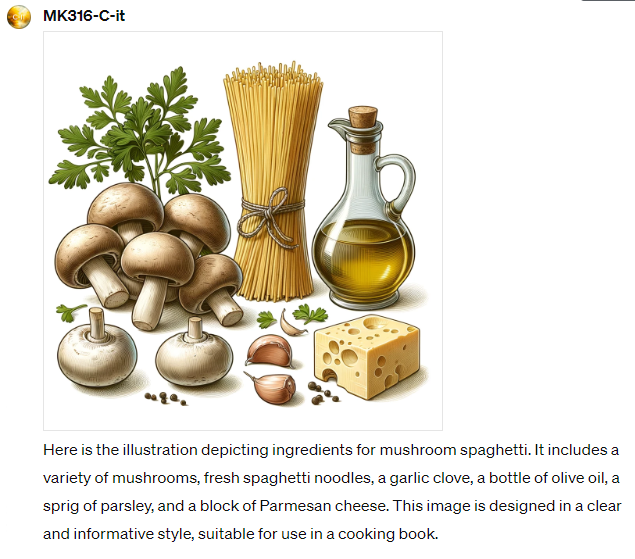 MK316-C-it
Here is the illustration depicting ingredients for mushroom spaghetti. It includes a
variety of mushrooms, fresh spaghetti noodles, a garlic clove, a bottle of olive oil, a
sprig of parsley, and a block of Parmesan cheese. This image is designed in a clear
and informative style, suitable for use in a cooking book.